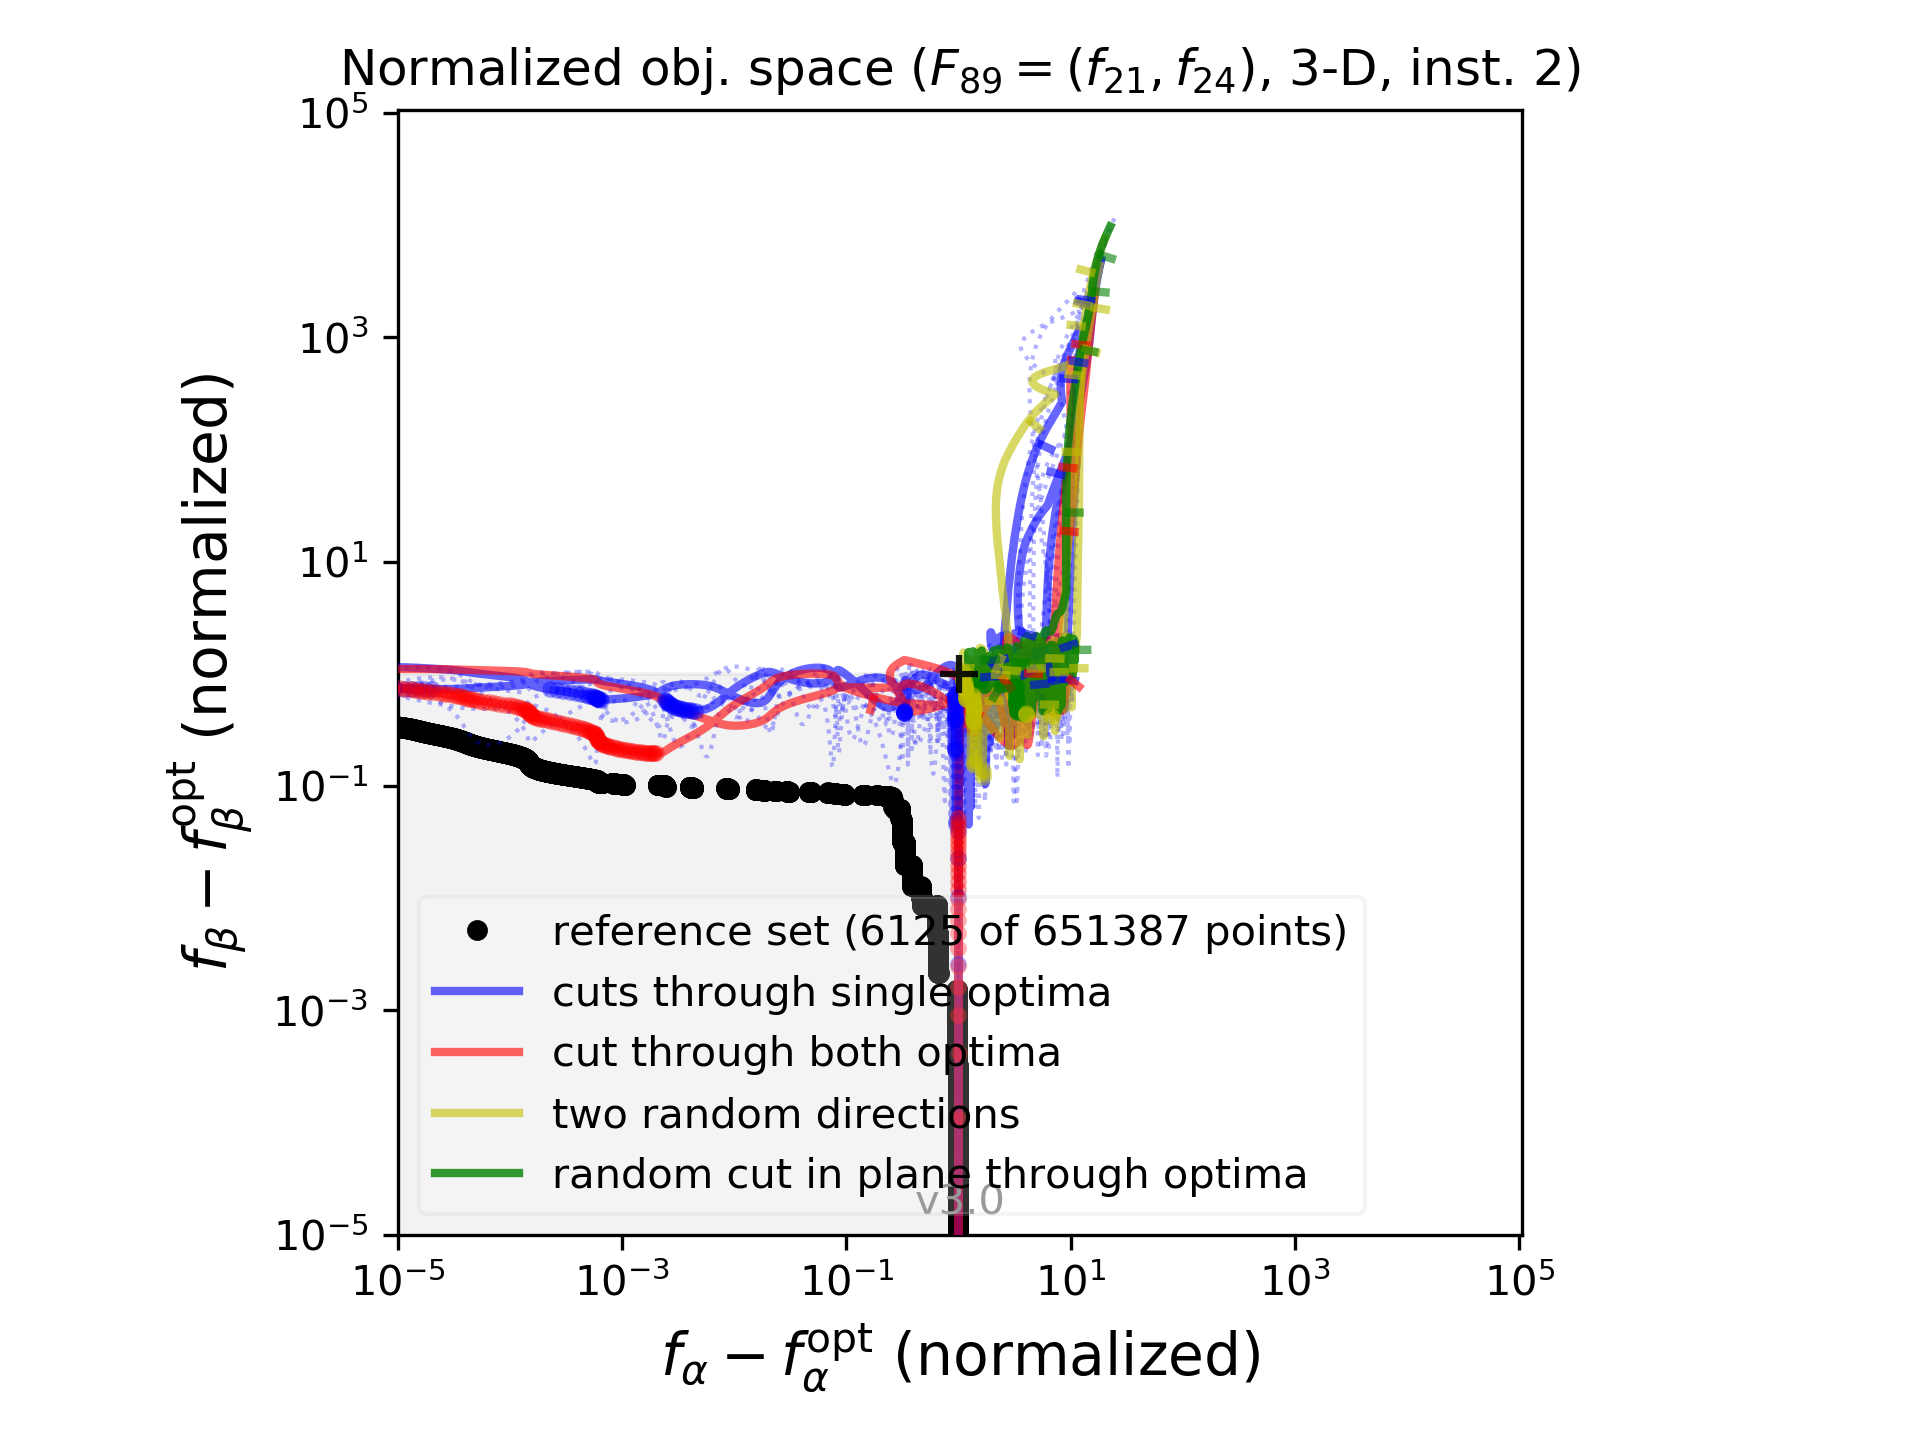 Normalized obj. space (F₈₉ = (f₂₁, f₂₄), 3-D, inst. 2)
10⁵
10³
10¹
10⁻¹
10⁻³
10⁻⁵
f_β − f_β^opt (normalized)
reference set (6125 of 651387 points)
cuts through single optima
cut through both optima
two random directions
random cut in plane through optima
v3.0
10⁻⁵ 10⁻³ 10⁻¹ 10¹ 10³ 10⁵
f_α − f_α^opt (normalized)